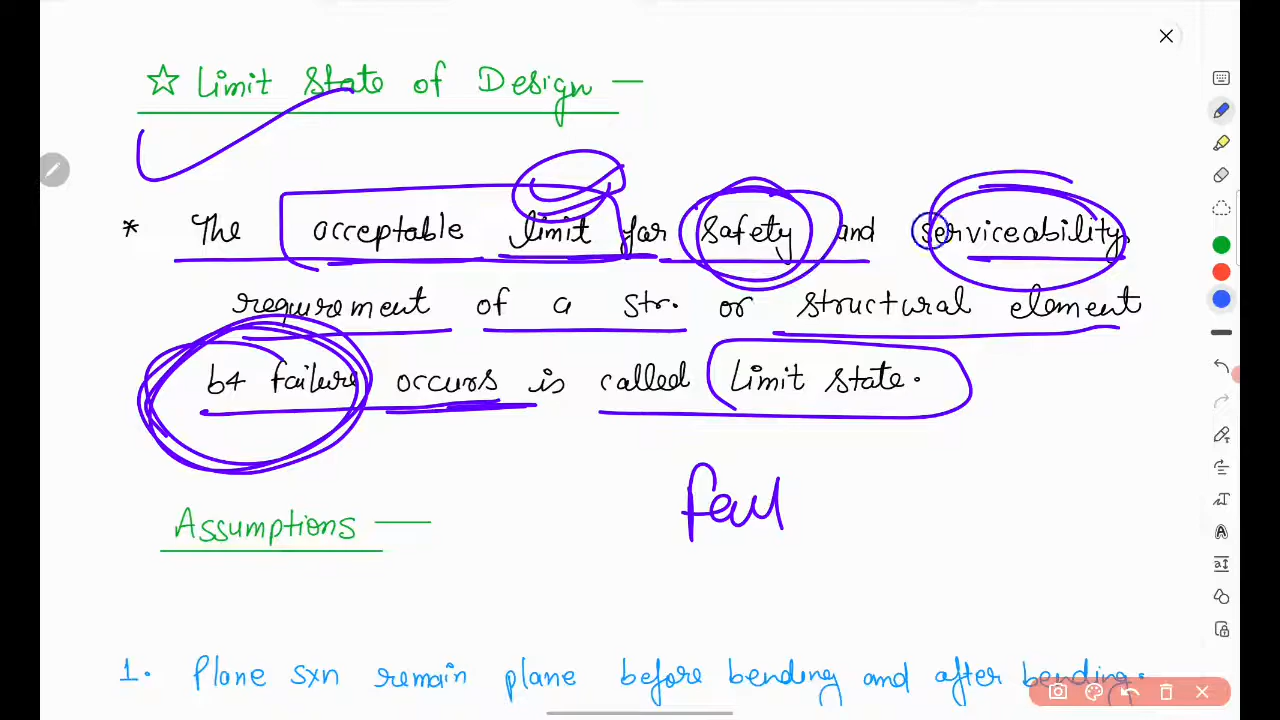 ☆ Limit State of Design —
* The acceptable limit for safety and serviceability
requirement of a str. or structural element
b4 failure occurs is called limit state.
Assumptions —
1. Plane sxn remain plane before bending and after bending.